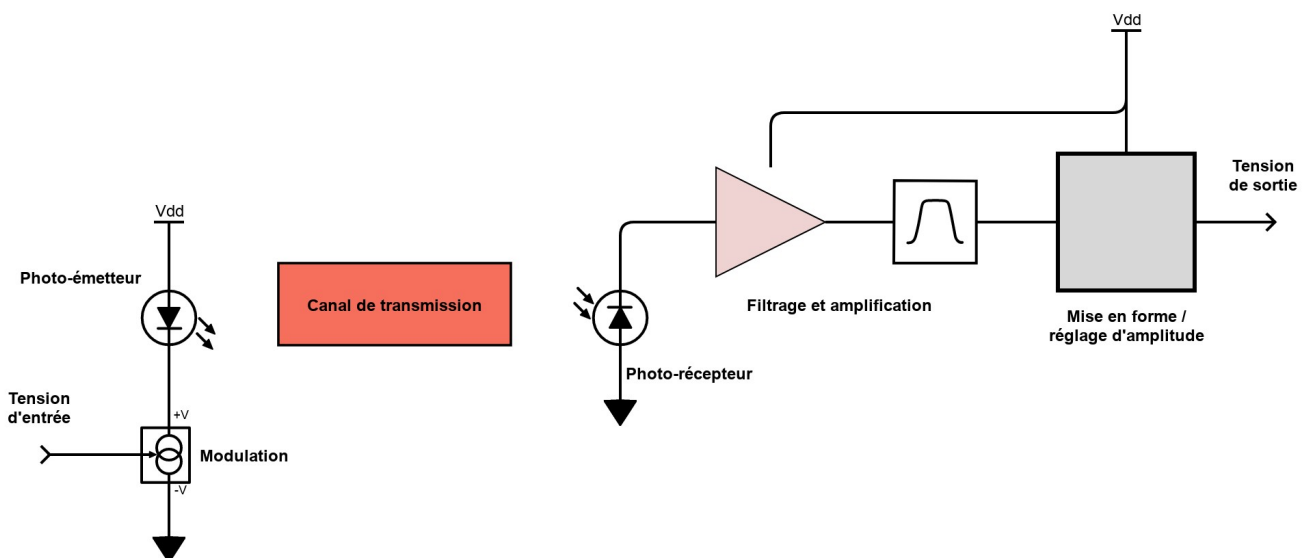 Vdd
Photo-émetteur
Tension
d'entrée
+V
Modulation
-V
Canal de transmission
Photo-récepteur
Filtrage et amplification
Vdd
Mise en forme /
réglage d'amplitude
Tension
de sortie